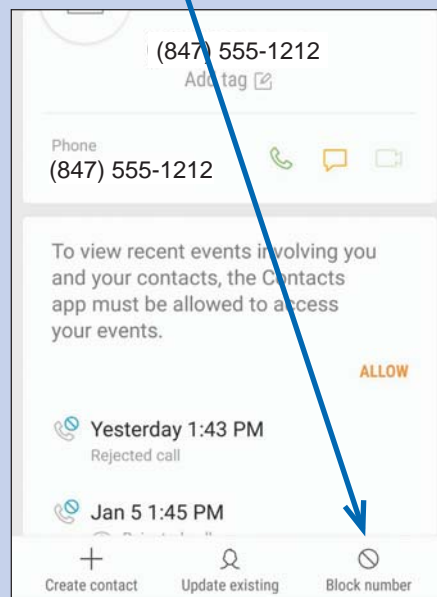 (847) 555-1212
Add tag
Phone
(847) 555-1212
To view recent events involving you
and your contacts, the Contacts
app must be allowed to access
your events.
ALLOW
Yesterday 1:43 PM
Rejected call
Jan 5 1:45 PM
Create contact
Update existing
Block number